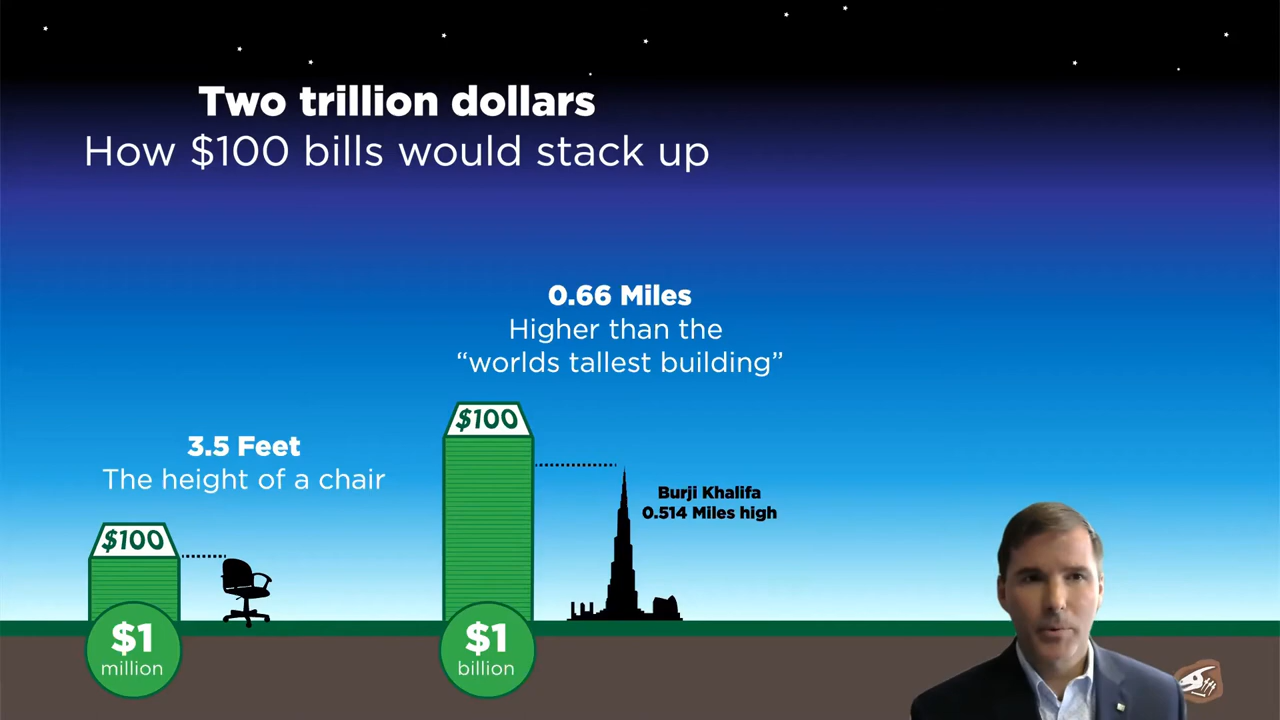 Two trillion dollars
How $100 bills would stack up
0.66 Miles
Higher than the
“worlds tallest building”
$100
3.5 Feet
The height of a chair
Burji Khalifa
0.514 Miles high
$100
$1
million
$1
billion